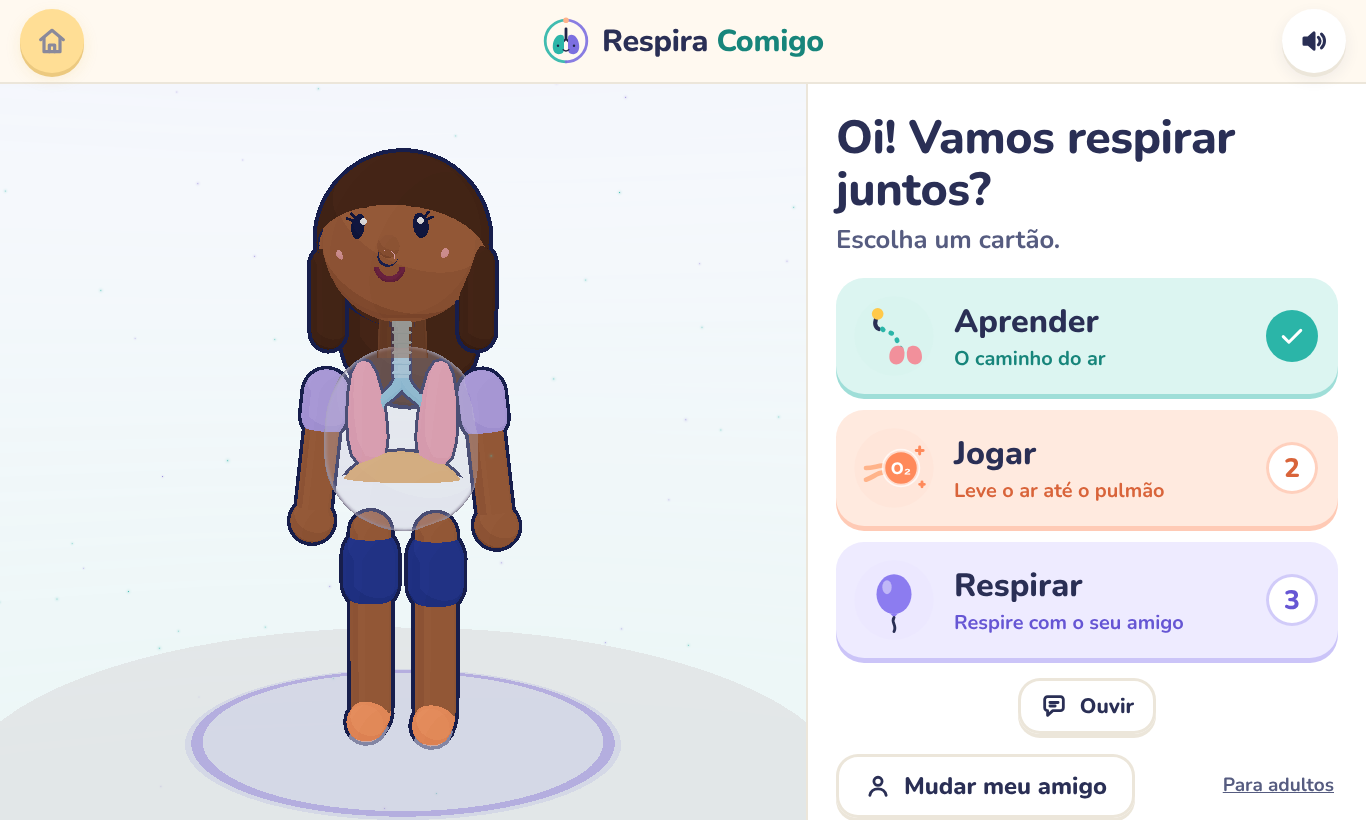 Respira Comigo
Oi! Vamos respirar
juntos?
Escolha um cartão.
Aprender
O caminho do ar
O₂
Jogar
Leve o ar até o pulmão
2
Respirar
Respire com o seu amigo
3
Ouvir
Mudar meu amigo
Para adultos